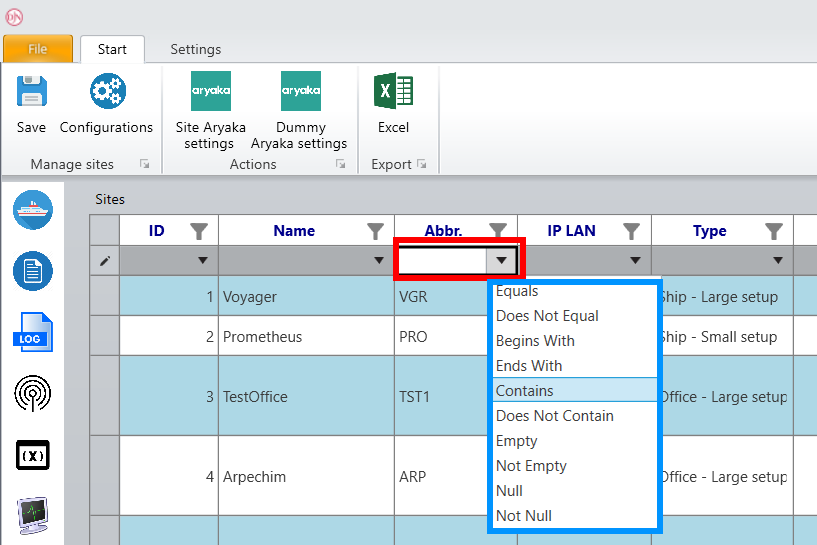 File
Start
Settings
aryaka
aryaka
Save
Configurations
Site Aryaka
settings
Dummy
Aryaka settings
Excel
Manage sites
Actions
Export
Sites
ID
Name
Abbr.
IP LAN
Type
1
Voyager
VGR
Ship - Large setup
2
Prometheus
PRO
Ship - Small setup
3
TestOffice
TST1
Office - Large setup
4
Arpechim
ARP
Office - Large setup
Equals
Does Not Equal
Begins With
Ends With
Contains
Does Not Contain
Empty
Not Empty
Null
Not Null
LOG
(X)